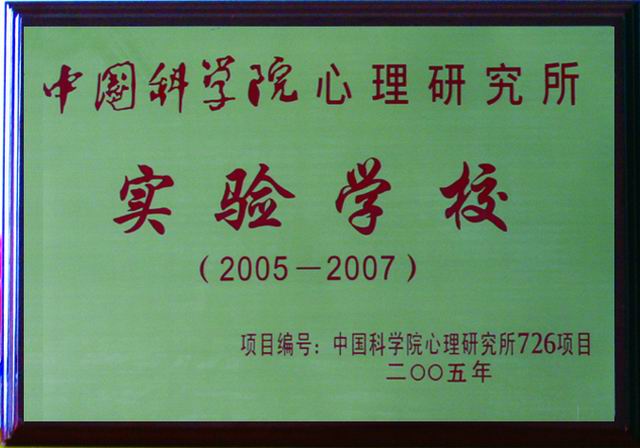 中国科学院心理研究所
实验学校
（2005－2007）
项目编号：中国科学院心理研究所726项目
二〇〇五年